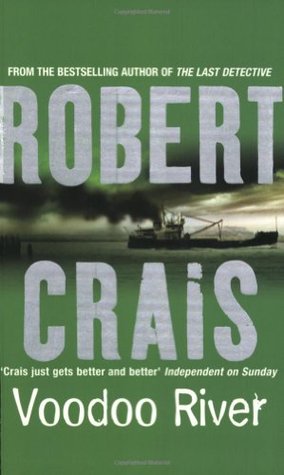 FROM THE BESTSELLING AUTHOR OF THE LAST DETECTIVE
ROBERT
CRAIS
'Crais just gets better and better' Independent on Sunday
Voodoo River